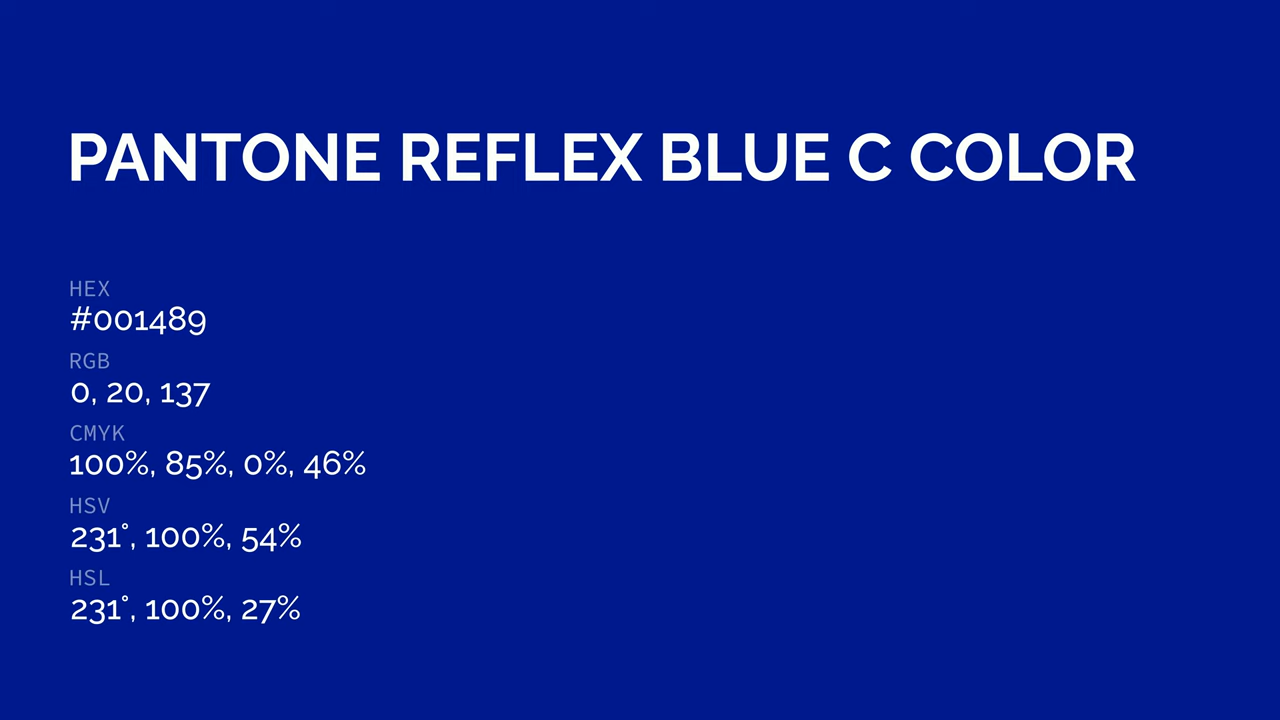 PANTONE REFLEX BLUE C COLOR
HEX
#001489
RGB
0, 20, 137
CMYK
100%, 85%, 0%, 46%
HSV
231°, 100%, 54%
HSL
231°, 100%, 27%